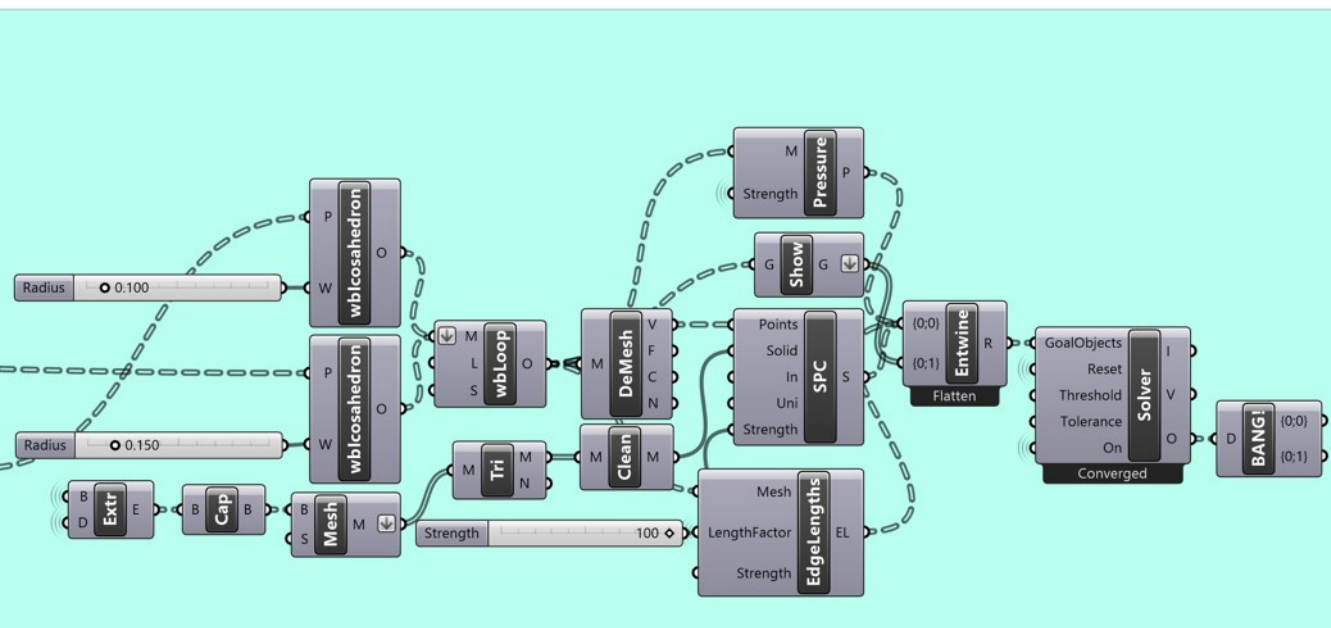 M
Strength
Pressure
P
P
W
wbIcosahedron
O
Radius
0.100
G
Show
G
M
L
S
wbLoop
O
M
DeMesh
V
F
C
N
Points
Solid
In
Uni
Strength
SPC
S
{0;0}
{0;1}
Entwine
R
Flatten
GoalObjects
Reset
Threshold
Tolerance
On
Solver
I
V
O
Converged
D
BANG!
{0;0}
{0;1}
P
W
wbIcosahedron
O
Radius
0.150
M
Tri
M
N
M
Clean
M
B
D
Extr
E
B
Cap
B
B
S
Mesh
M
Strength
100
Mesh
LengthFactor
Strength
EdgeLengths
EL